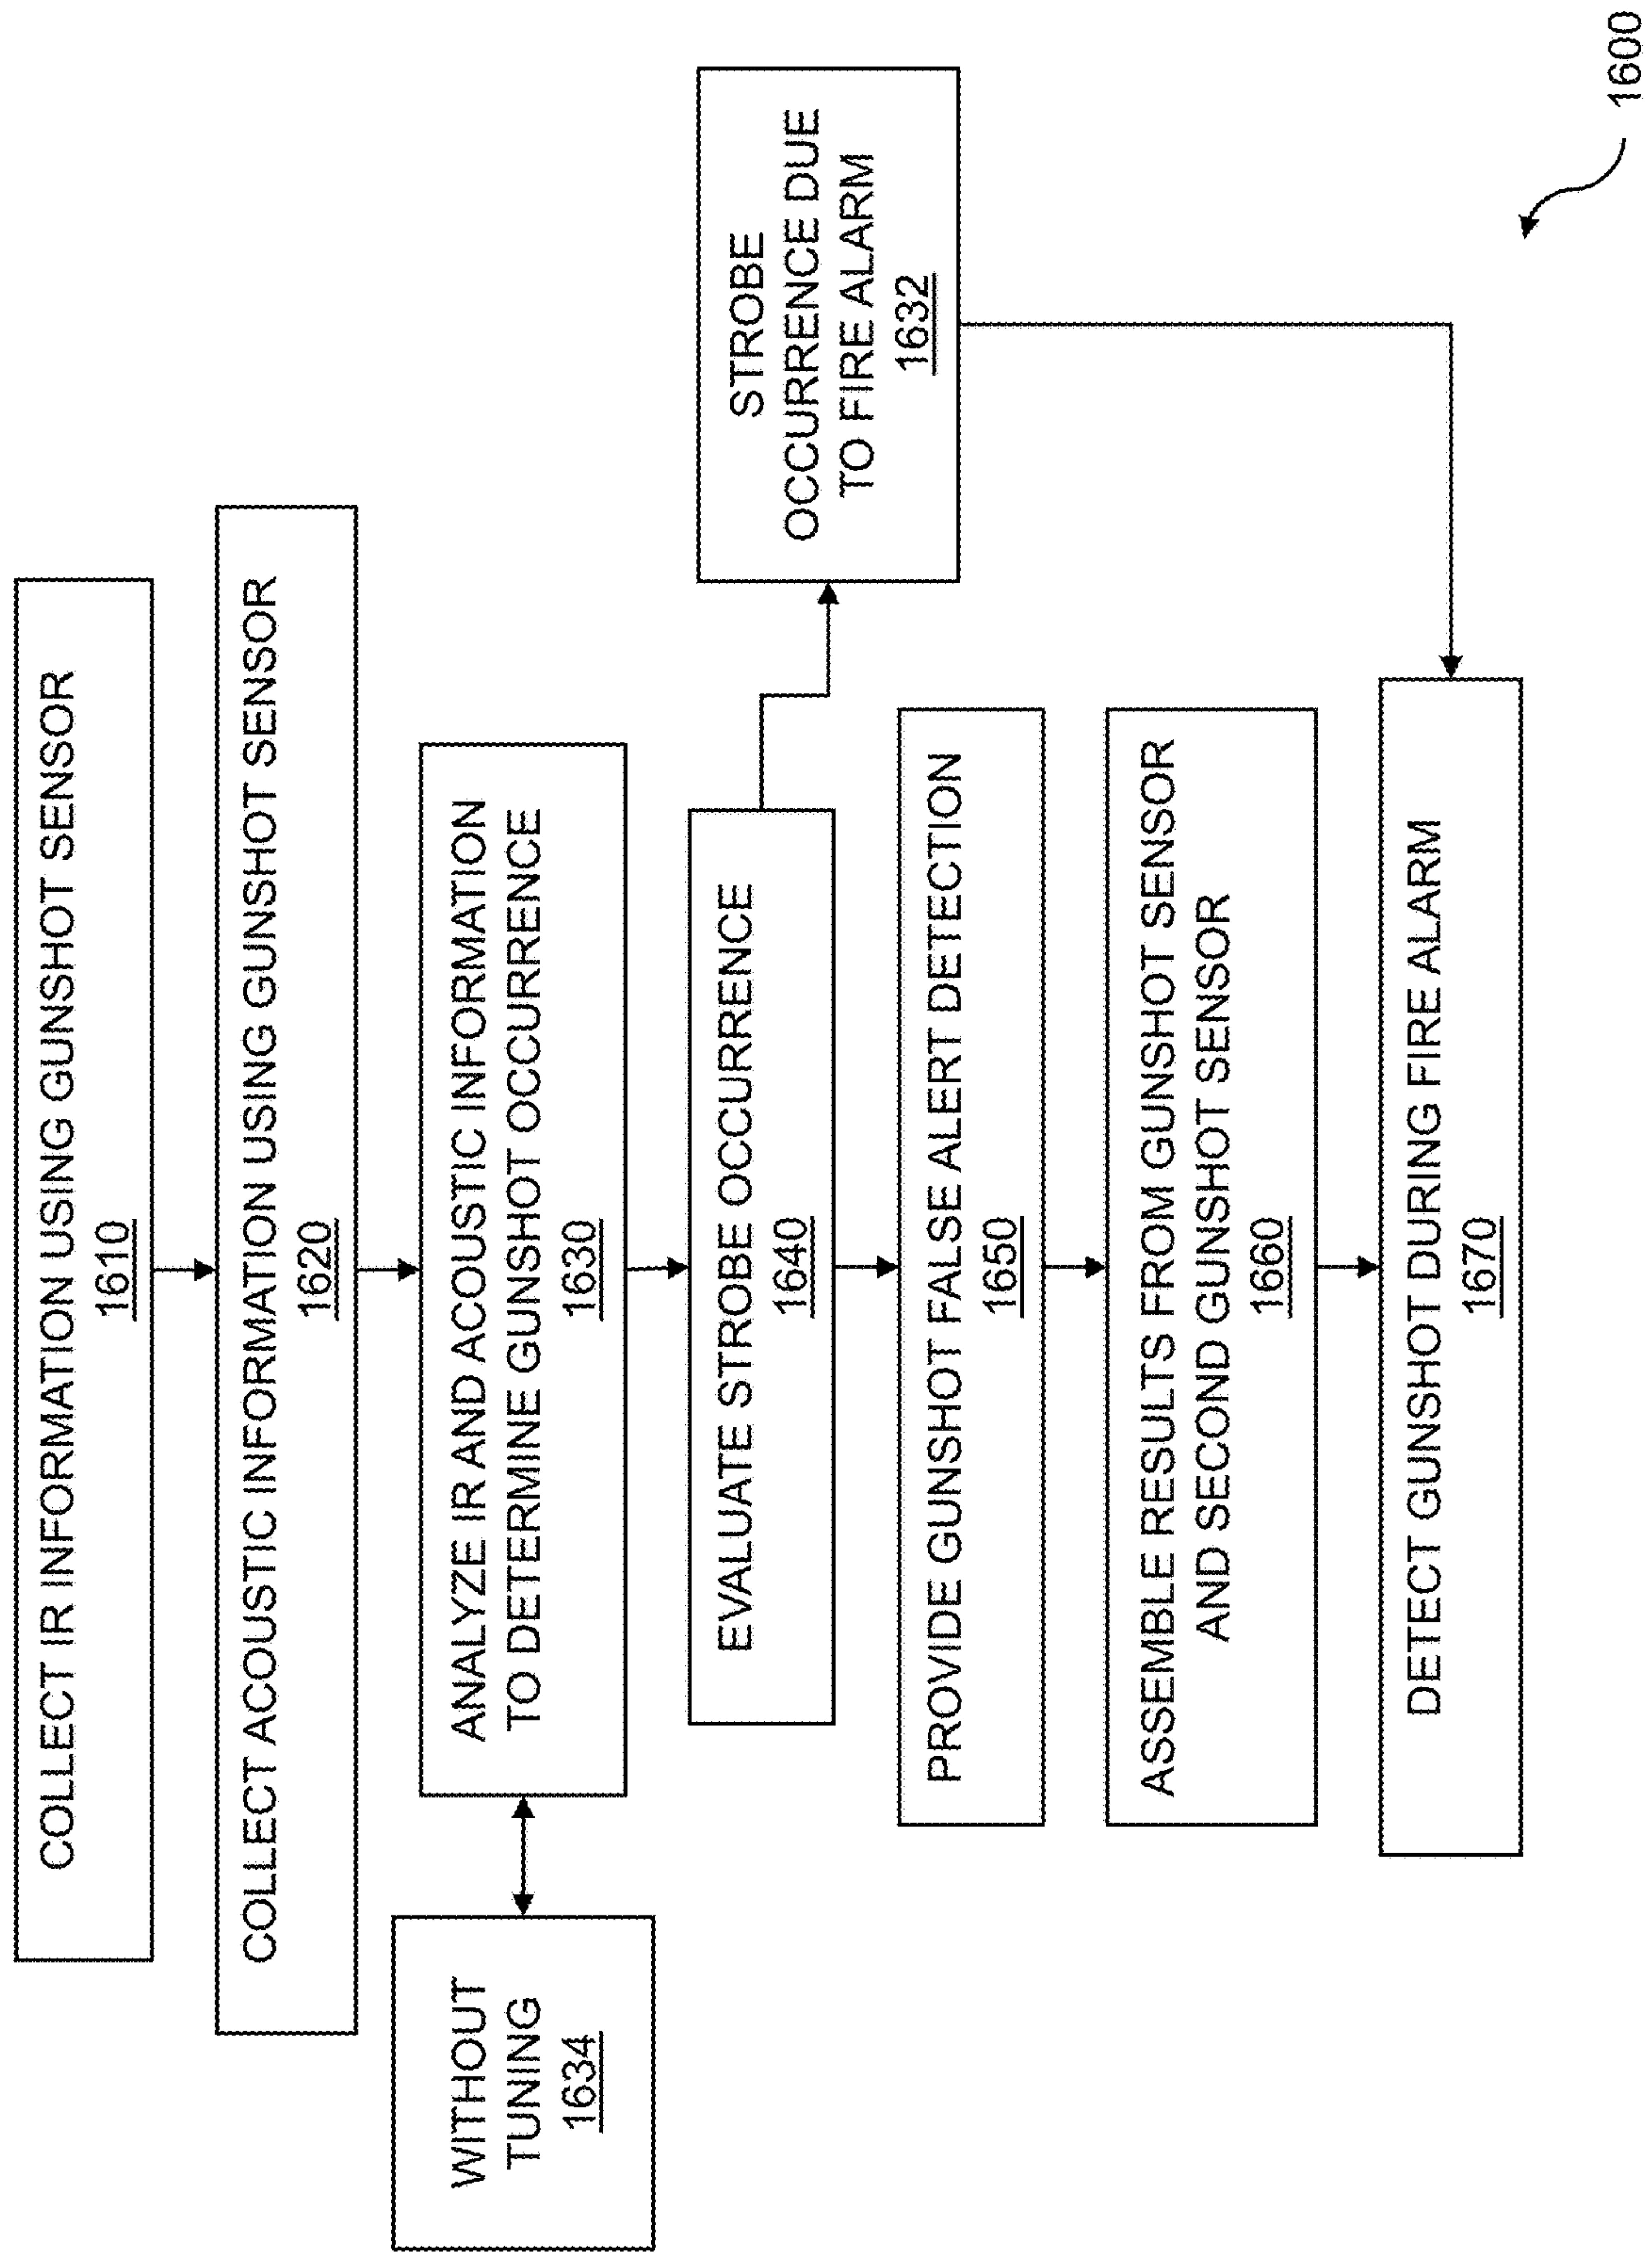 COLLECT IR INFORMATION USING GUNSHOT SENSOR
1610
COLLECT ACOUSTIC INFORMATION USING GUNSHOT SENSOR
1620
WITHOUT
TUNING
1634
ANALYZE IR AND ACOUSTIC INFORMATION
TO DETERMINE GUNSHOT OCCURRENCE
1630
EVALUATE STROBE OCCURRENCE
1640
STROBE
OCCURRENCE DUE
TO FIRE ALARM
1632
PROVIDE GUNSHOT FALSE ALERT DETECTION
1650
ASSEMBLE RESULTS FROM GUNSHOT SENSOR
AND SECOND GUNSHOT SENSOR
1660
DETECT GUNSHOT DURING FIRE ALARM
1670
1600